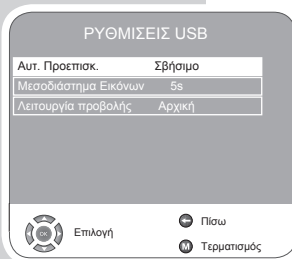 ΡΥΘΜΙΣΕΙΣ USB
Αυτ. Προεπισκ. Σβήσιμο
Μεσοδιάστημα Εικόνων 5s
Λειτουργία προβολής Αρχική
OK Επιλογή
Πίσω
M Τερματισμός